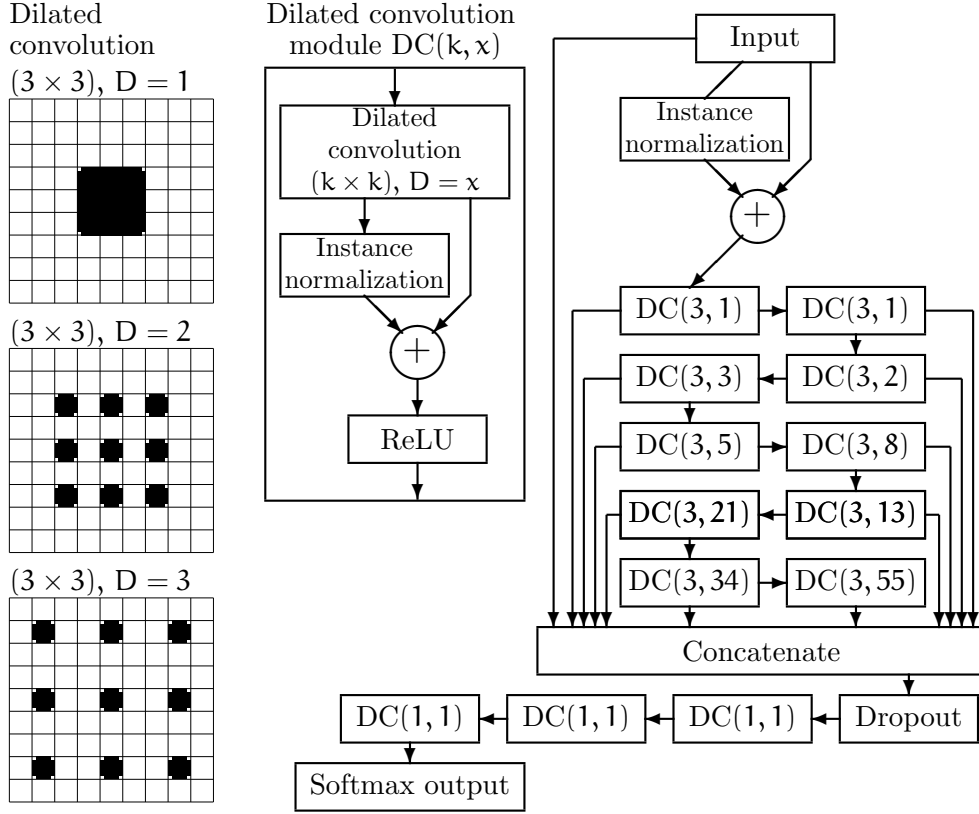 Dilated
convolution
(3 × 3), D = 1
(3 × 3), D = 2
(3 × 3), D = 3
Dilated convolution
module DC(k, x)
Dilated
convolution
(k × k), D = x
Instance
normalization
+
ReLU
Input
Instance
normalization
+
DC(3, 1)
DC(3, 1)
DC(3, 3)
DC(3, 2)
DC(3, 5)
DC(3, 8)
DC(3, 21)
DC(3, 13)
DC(3, 34)
DC(3, 55)
Concatenate
DC(1, 1)
DC(1, 1)
DC(1, 1)
Dropout
Softmax output